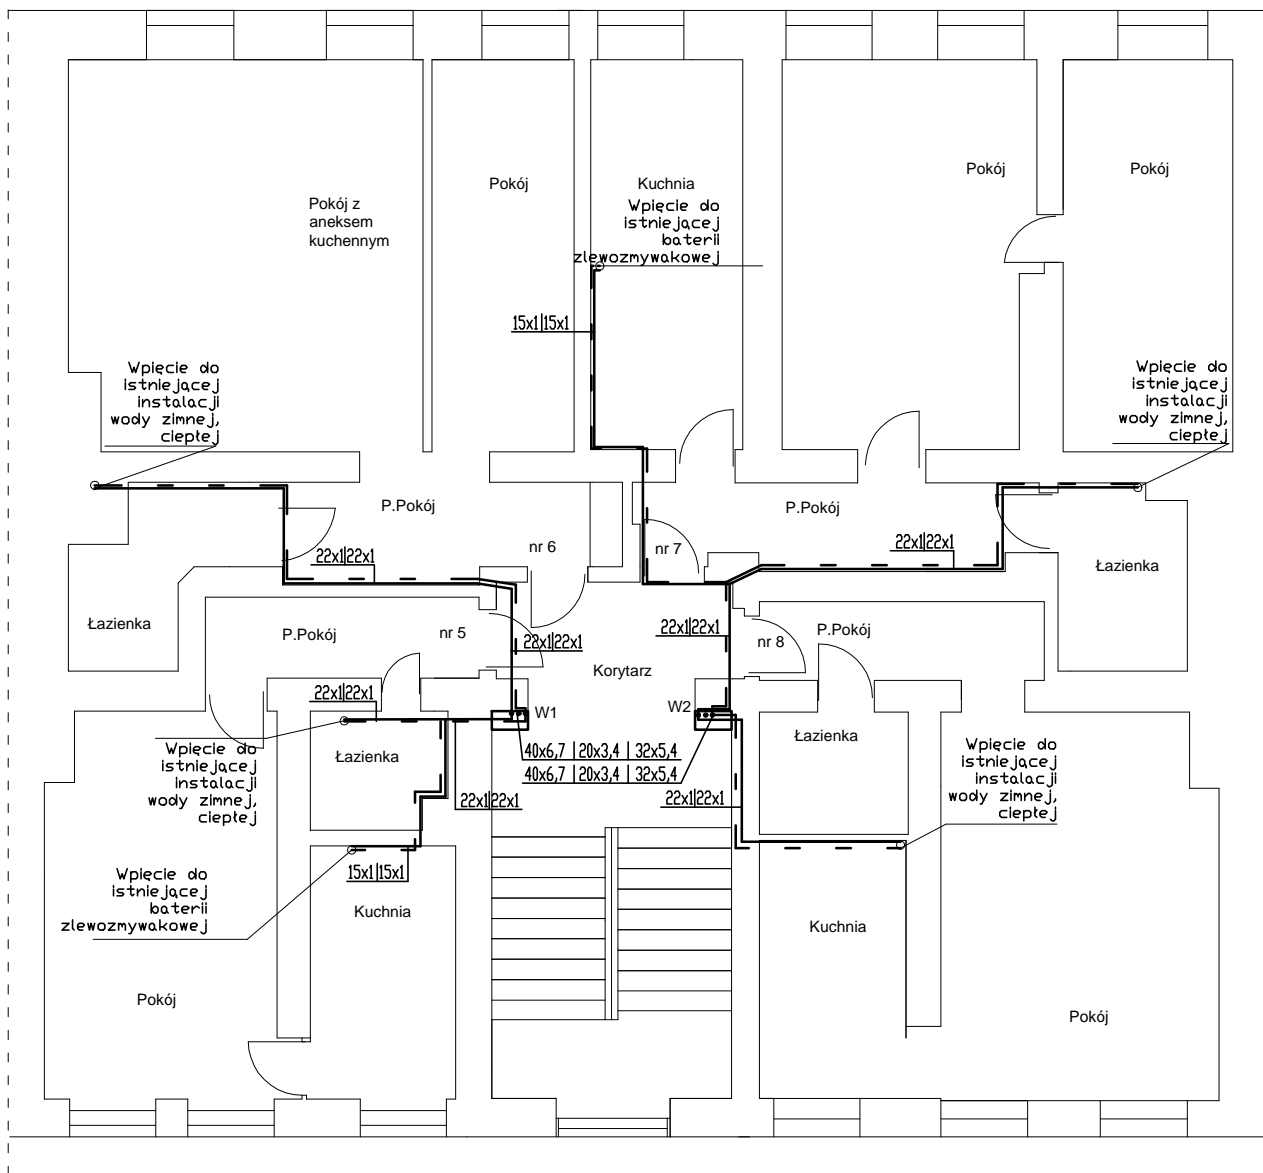 Pokój z
aneksem
kuchennym
Pokój
Kuchnia
Wpięcie do
istniejącej
baterii
zlewozmywakowej
Pokój
Pokój
15x1|15x1
Wpięcie do
istniejącej
instalacji
wody zimnej,
ciepłej
Wpięcie do
istniejącej
instalacji
wody zimnej,
ciepłej
P.Pokój
nr 6
nr 7
P.Pokój
22x1|22x1
22x1|22x1
Łazienka
Łazienka
P.Pokój
nr 5
22x1|22x1
22x1|22x1
nr 8
P.Pokój
Korytarz
22x1|22x1
W1
W2
Wpięcie do
istniejącej
instalacji
wody zimnej,
ciepłej
Łazienka
40x6,7 | 20x3,4 | 32x5,4
40x6,7 | 20x3,4 | 32x5,4
Łazienka
Wpięcie do
istniejącej
instalacji
wody zimnej,
ciepłej
22x1|22x1
22x1|22x1
15x1|15x1
Wpięcie do
istniejącej
baterii
zlewozmywakowej
Kuchnia
Kuchnia
Pokój
Pokój